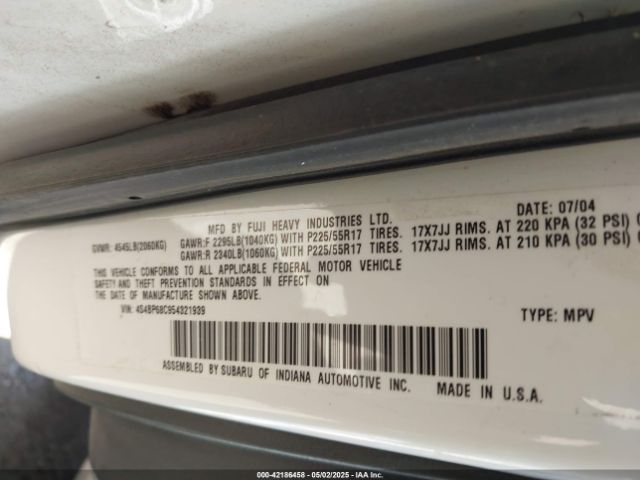 MFD BY FUJI HEAVY INDUSTRIES LTD. DATE: 07/04
GVWR: 4545LB(2060KG) GAWR:F 2295LB(1040KG) WITH P225/55R17 TIRES. 17X7JJ RIMS. AT 220 KPA (32 PSI)
GAWR:R 2340LB(1060KG) WITH P225/55R17 TIRES. 17X7JJ RIMS. AT 210 KPA (30 PSI)
THIS VEHICLE CONFORMS TO ALL APPLICABLE FEDERAL MOTOR VEHICLE
SAFETY AND THEFT PREVENTION STANDARDS IN EFFECT ON
THE DATE OF MANUFACTURE SHOWN ABOVE.
VIN: 4S4BP68C954321939 TYPE: MPV
ASSEMBLED BY SUBARU OF INDIANA AUTOMOTIVE INC. MADE IN U.S.A.
000-42186458 - 05/02/2025 - IAA Inc.